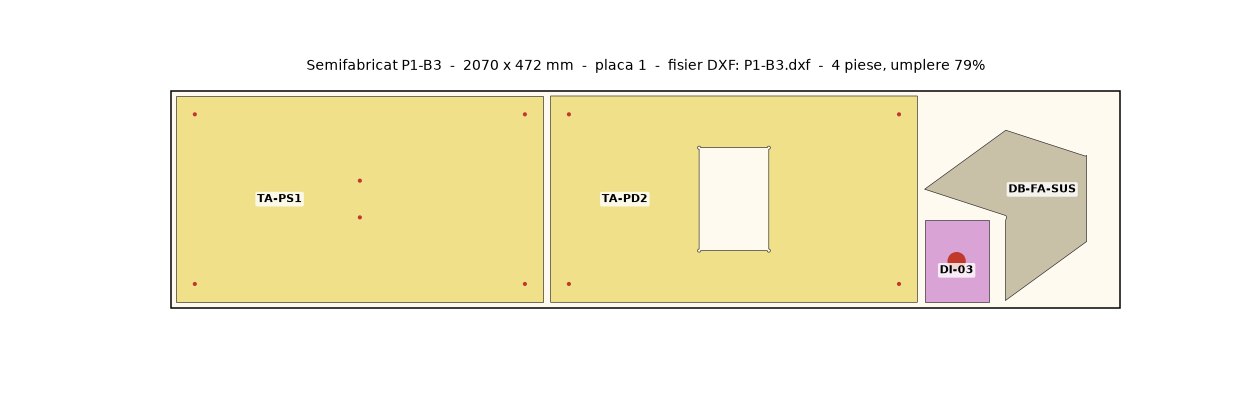 Semifabricat P1-B3 - 2070 x 472 mm - placa 1 - fisier DXF: P1-B3.dxf - 4 piese, umplere 79%
TA-PS1
TA-PD2
DB-FA-SUS
DI-03